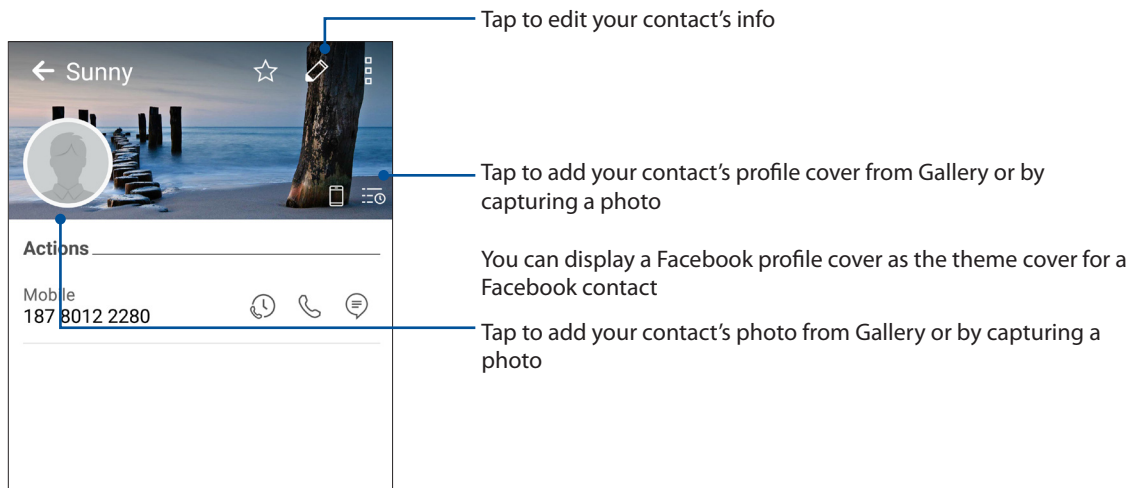 Tap to edit your contact's info
Sunny
Tap to add your contact's profile cover from Gallery or by
capturing a photo
You can display a Facebook profile cover as the theme cover for a
Facebook contact
Tap to add your contact's photo from Gallery or by capturing a
photo
Actions
Mobile
187 8012 2280